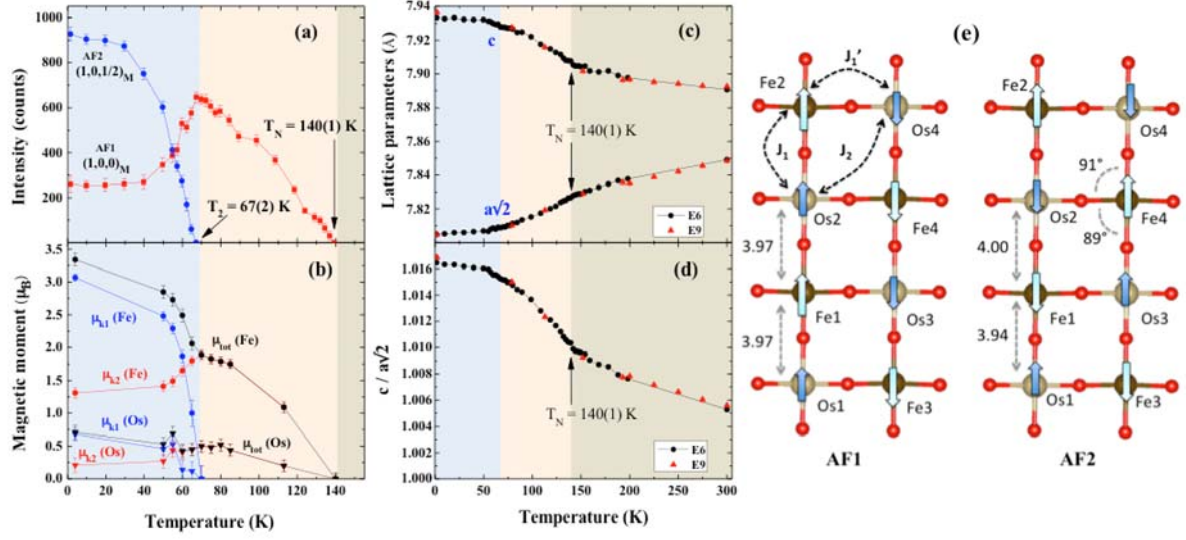 (a)
Intensity (counts)
1000
800
600
400
200
AF2
(1,0,1/2)M
AF1
(1,0,0)M
TN = 140(1) K
T2 = 67(2) K
(b)
Magnetic moment (μB)
3.5
3.0
2.5
2.0
1.5
1.0
0.5
0.0
μk1 (Fe)
μtot (Fe)
μk2 (Fe)
μk1 (Os)
μtot (Os)
μk2 (Os)
0 20 40 60 80 100 120 140
Temperature (K)
(c)
Lattice parameters (Å)
7.94
7.92
7.90
7.84
7.82
c
TN = 140(1) K
a√2
E6
E9
(d)
c / a√2
1.016
1.014
1.012
1.010
1.008
1.006
1.004
1.002
1.000
TN = 140(1) K
E6
E9
0 50 100 150 200 250 300
Temperature (K)
(e)
Fe2
J1'
Os4
J1
J2
Os2
Fe4
3.97
Fe1
Os3
3.97
Os1
Fe3
AF1
Fe2
Os4
91°
Os2
Fe4
89°
4.00
Fe1
Os3
3.94
Os1
Fe3
AF2